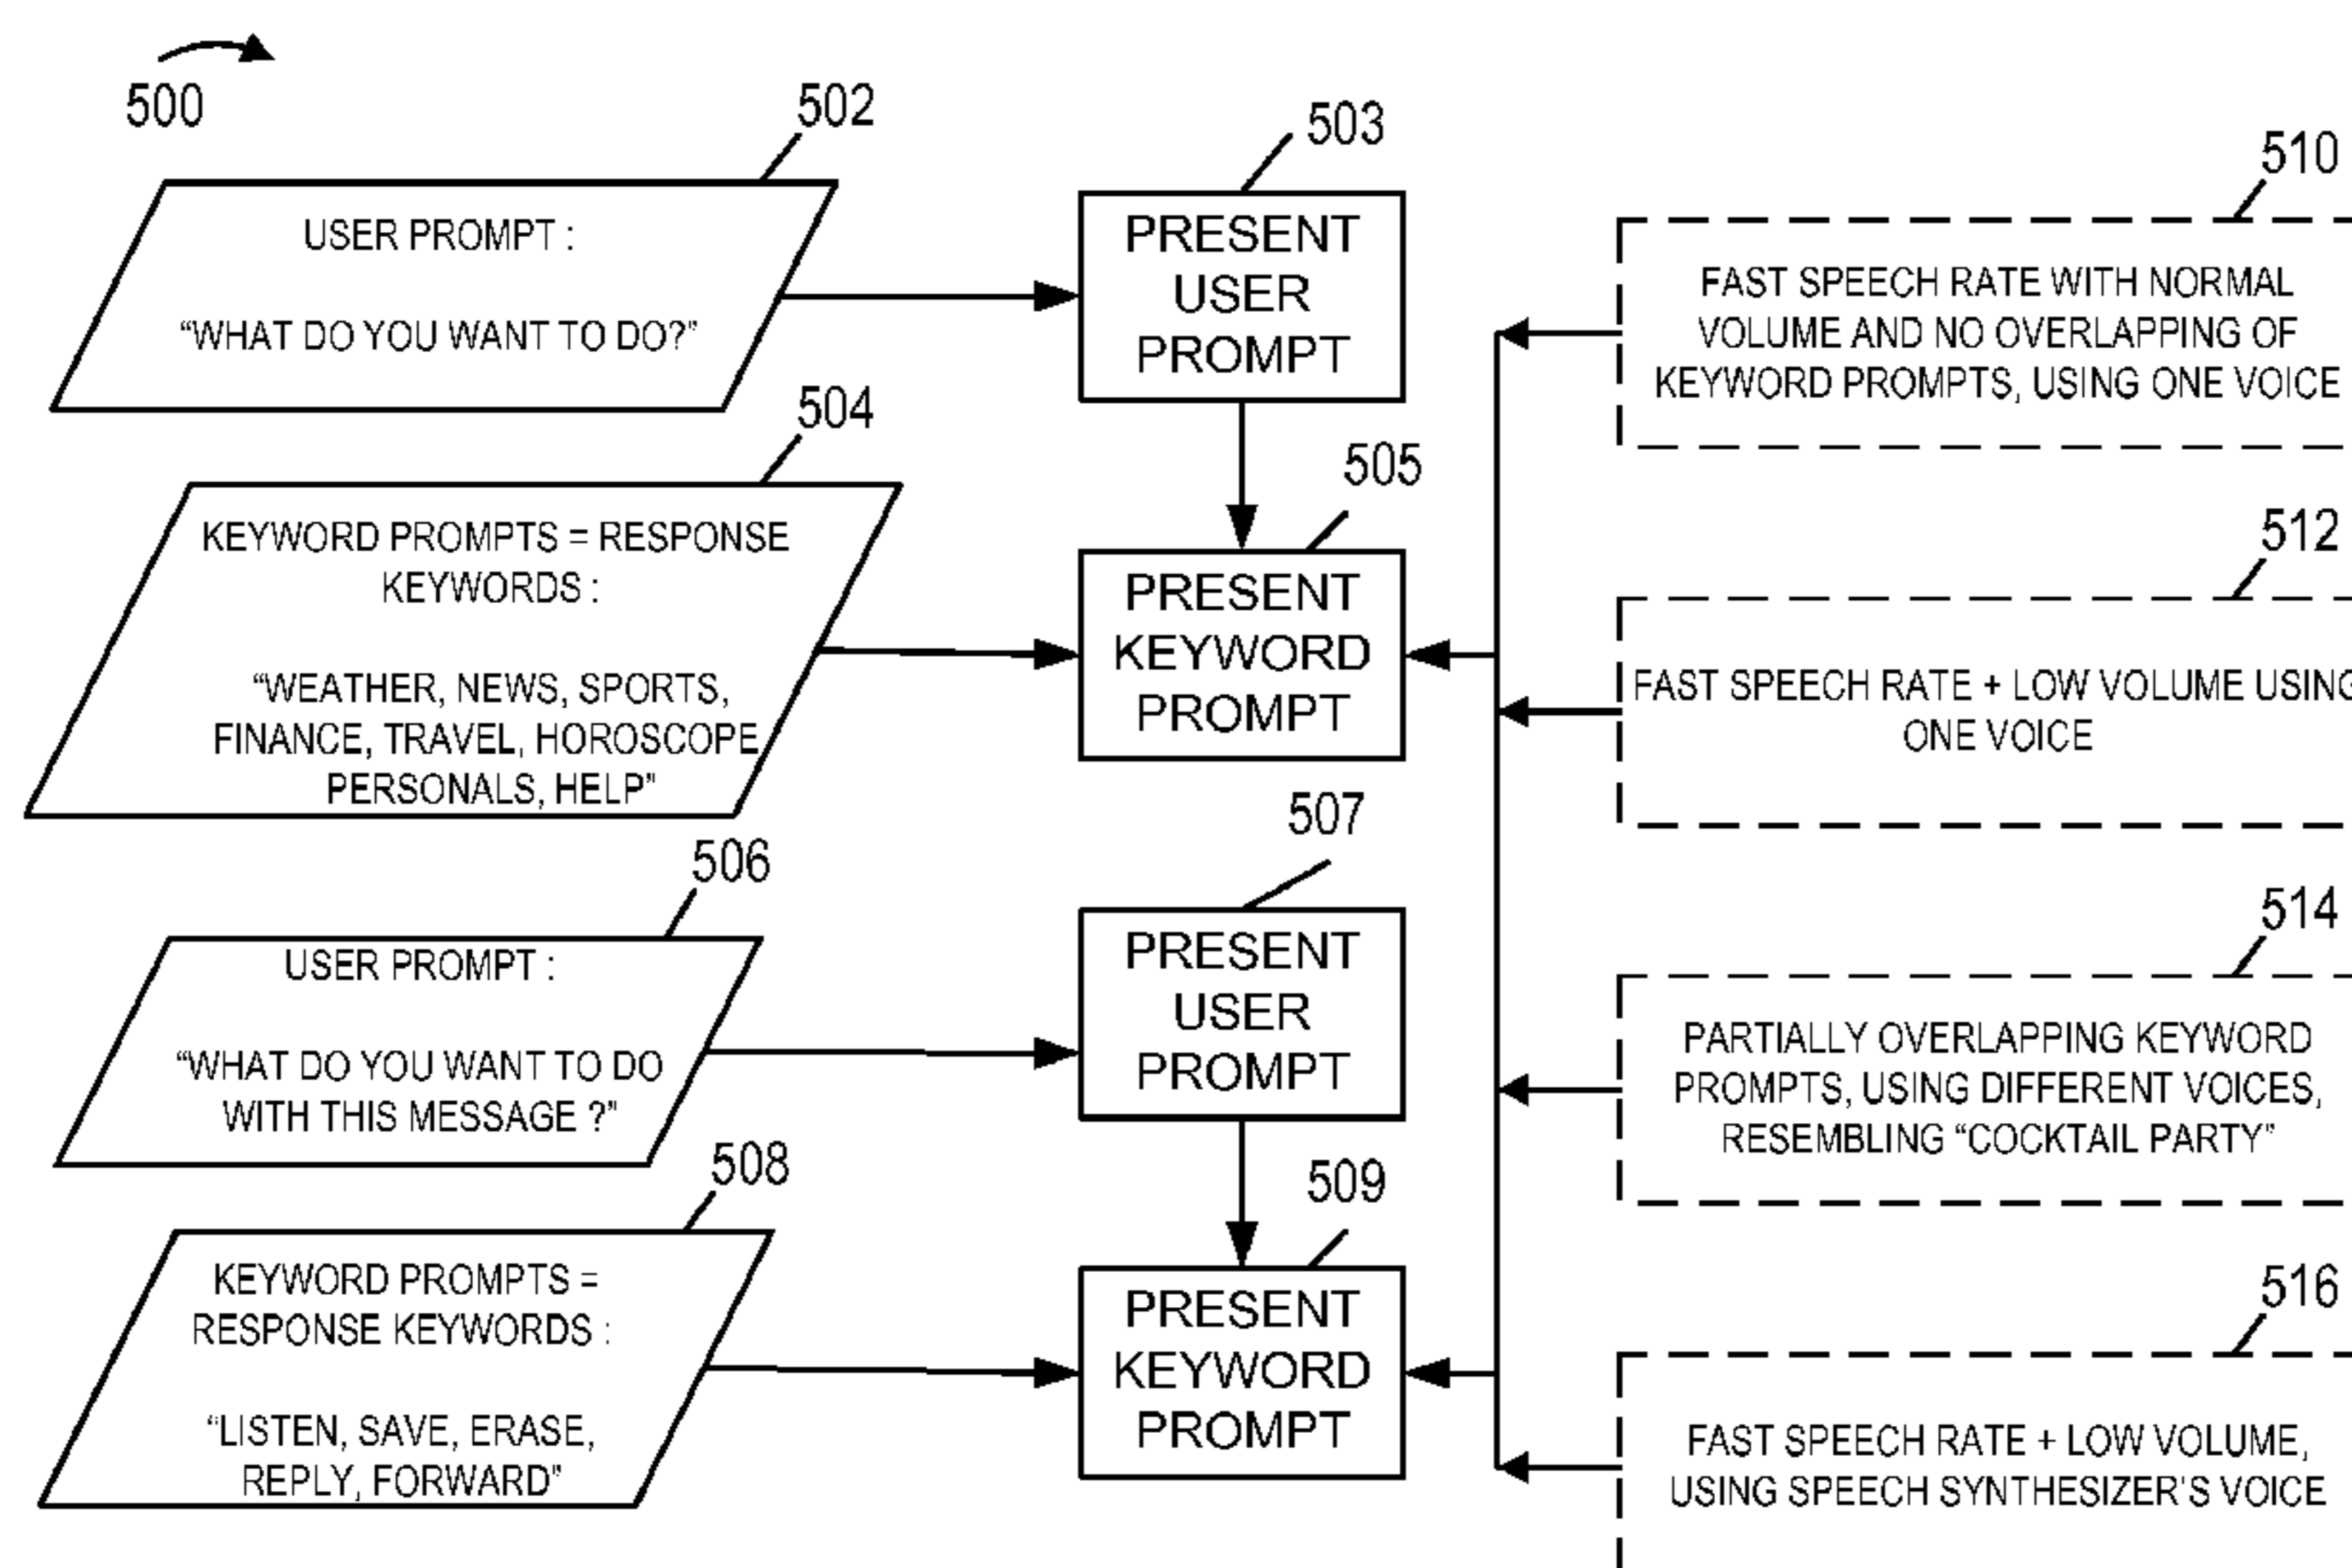 500
502
USER PROMPT :
“WHAT DO YOU WANT TO DO?”
503
PRESENT
USER
PROMPT
504
KEYWORD PROMPTS = RESPONSE
KEYWORDS :
“WEATHER, NEWS, SPORTS,
FINANCE, TRAVEL, HOROSCOPE
PERSONALS, HELP”
505
PRESENT
KEYWORD
PROMPT
506
USER PROMPT :
“WHAT DO YOU WANT TO DO
WITH THIS MESSAGE ?”
507
PRESENT
USER
PROMPT
508
KEYWORD PROMPTS =
RESPONSE KEYWORDS :
“LISTEN, SAVE, ERASE,
REPLY, FORWARD”
509
PRESENT
KEYWORD
PROMPT
510
FAST SPEECH RATE WITH NORMAL
VOLUME AND NO OVERLAPPING OF
KEYWORD PROMPTS, USING ONE VOICE
512
FAST SPEECH RATE + LOW VOLUME USING
ONE VOICE
514
PARTIALLY OVERLAPPING KEYWORD
PROMPTS, USING DIFFERENT VOICES,
RESEMBLING “COCKTAIL PARTY”
516
FAST SPEECH RATE + LOW VOLUME,
USING SPEECH SYNTHESIZER’S VOICE